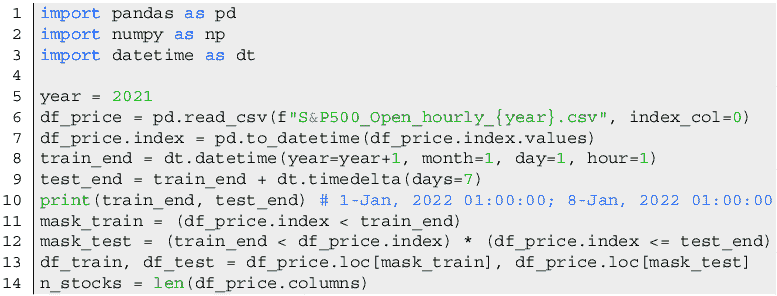 1 import pandas as pd
2 import numpy as np
3 import datetime as dt
4
5 year = 2021
6 df_price = pd.read_csv(f"S&P500_Open_hourly_{year}.csv", index_col=0)
7 df_price.index = pd.to_datetime(df_price.index.values)
8 train_end = dt.datetime(year=year+1, month=1, day=1, hour=1)
9 test_end = train_end + dt.timedelta(days=7)
10 print(train_end, test_end) # 1-Jan, 2022 01:00:00; 8-Jan, 2022 01:00:00
11 mask_train = (df_price.index < train_end)
12 mask_test = (train_end < df_price.index) * (df_price.index <= test_end)
13 df_train, df_test = df_price.loc[mask_train], df_price.loc[mask_test]
14 n_stocks = len(df_price.columns)